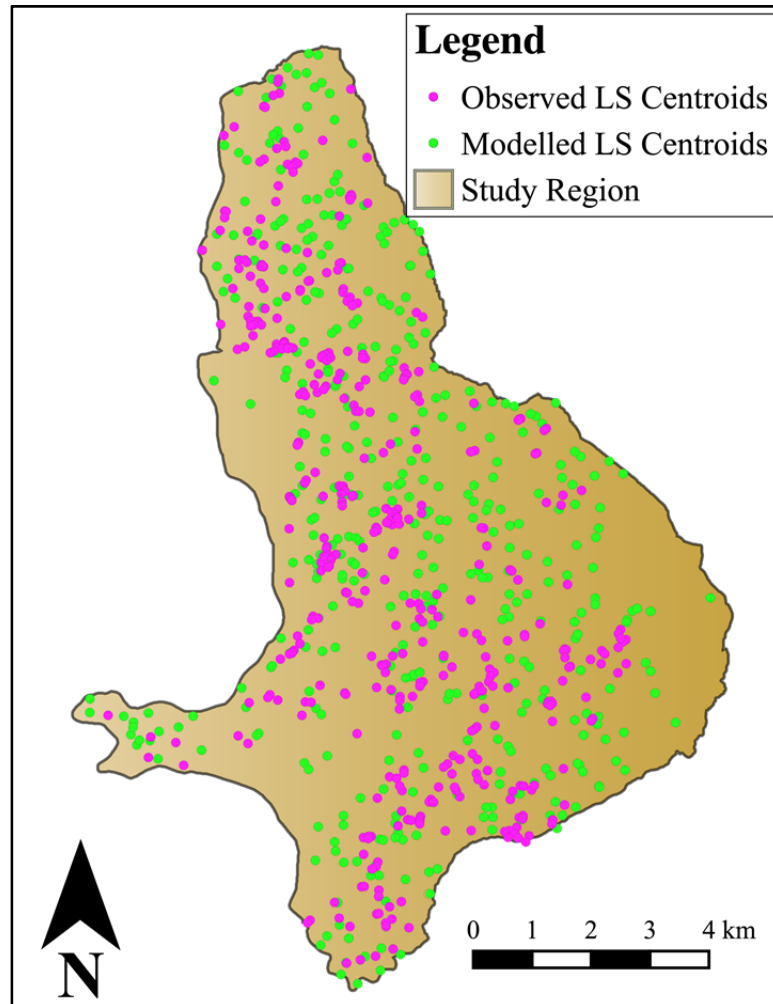 Legend
Observed LS Centroids
Modelled LS Centroids
Study Region
N
0 1 2 3 4 km